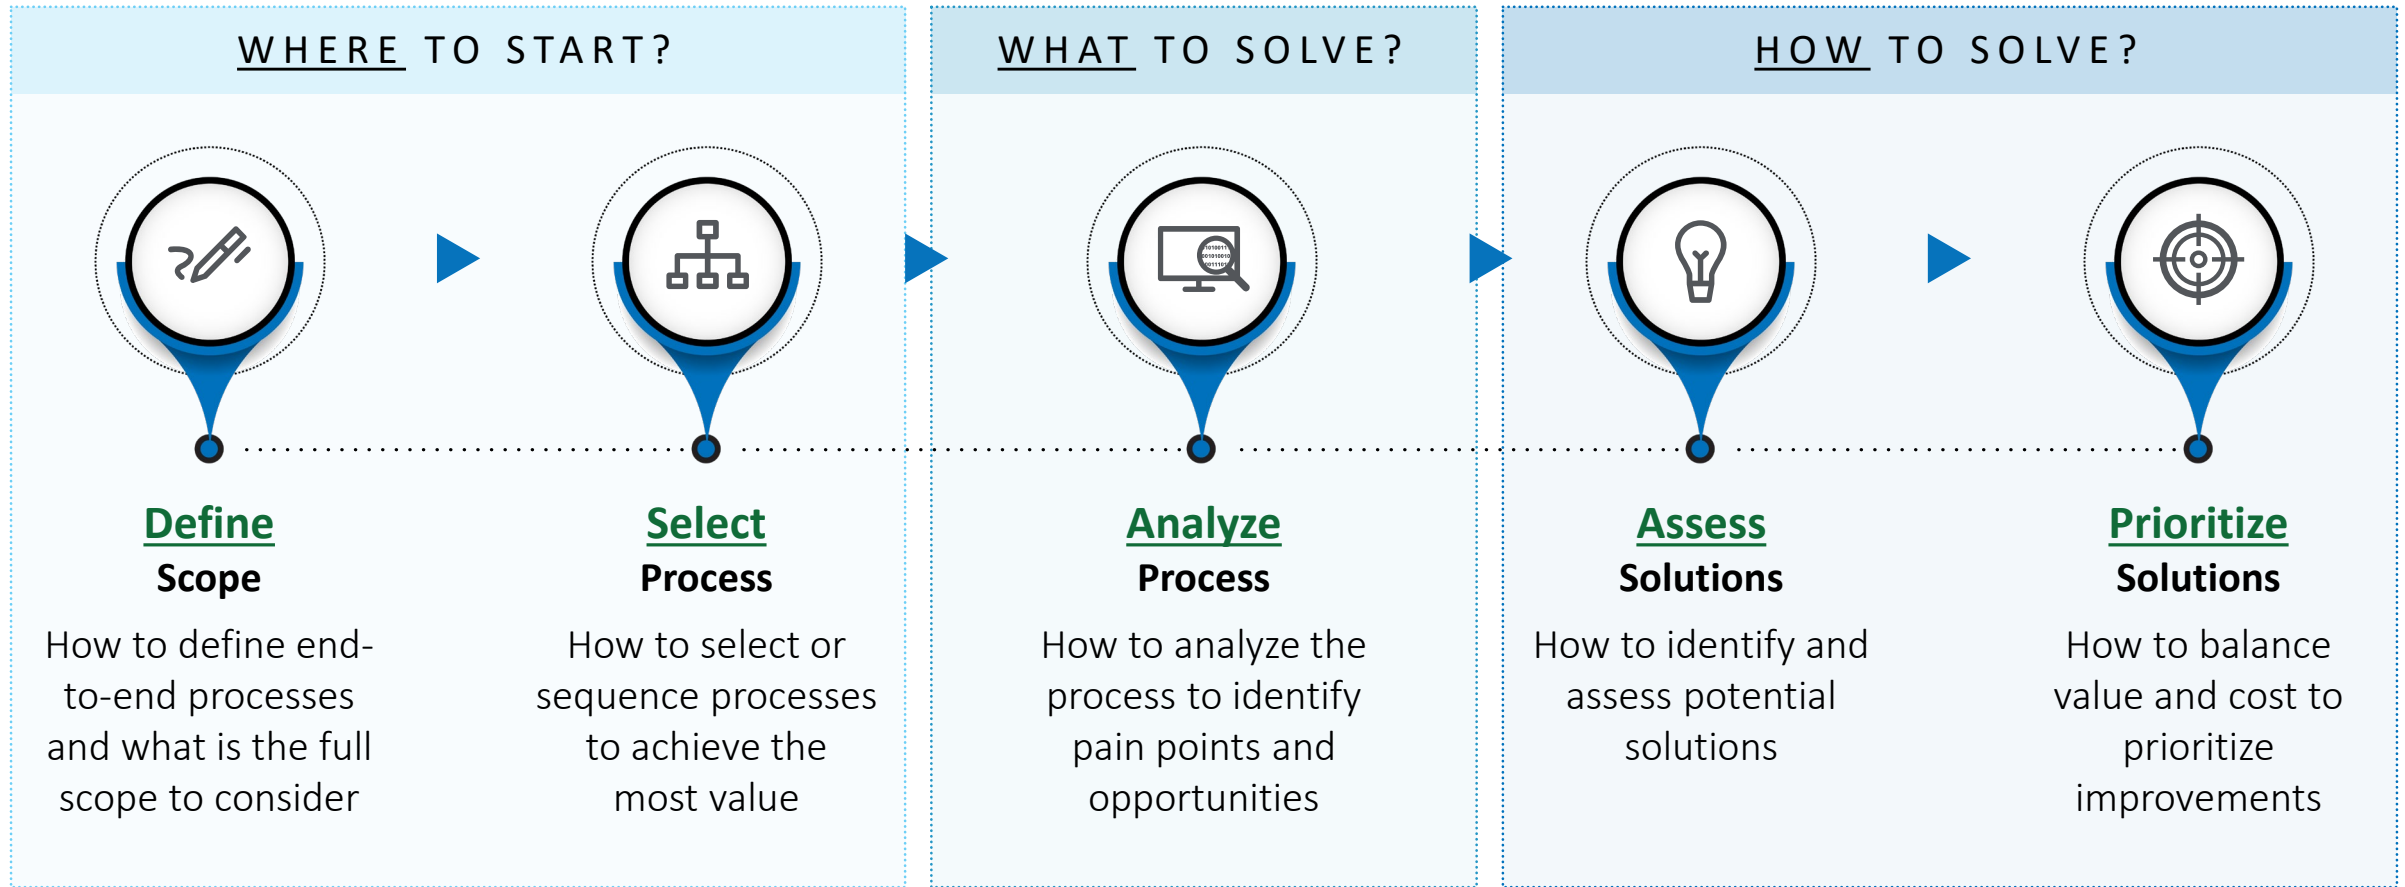 WHERE TO START?
Define
Scope
How to define end-
to-end processes
and what is the full
scope to consider
Select
Process
How to select or
sequence processes
to achieve the
most value
WHAT TO SOLVE?
Analyze
Process
How to analyze the
process to identify
pain points and
opportunities
HOW TO SOLVE?
Assess
Solutions
How to identify and
assess potential
solutions
Prioritize
Solutions
How to balance
value and cost to
prioritize
improvements